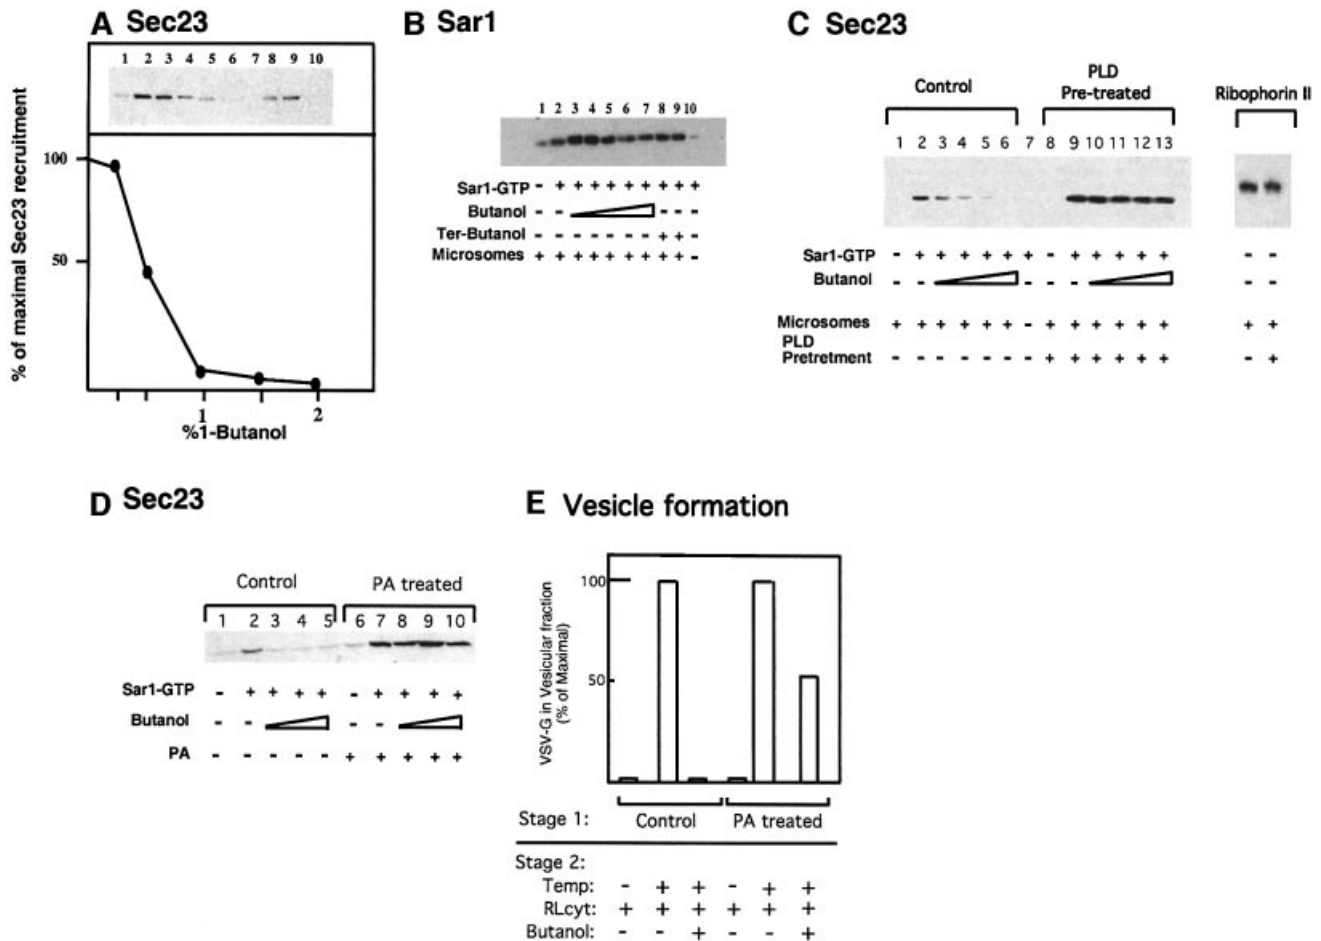 A Sec23
1 2 3 4 5 6 7 8 9 10
% of maximal Sec23 recruitment
100
50
1 2
%1-Butanol
B Sar1
1 2 3 4 5 6 7 8 9 10
Sar1-GTP - + + + + + + + + +
Butanol - - - - -
Ter-Butanol - - - - - - - + + -
Microsomes + + + + + + + + + -
C Sec23
Control
PLD
Pre-treated
Ribophorin II
1 2 3 4 5 6 7 8 9 10 11 12 13
Sar1-GTP - + + + + + + - + + + + + - -
Butanol - - - - - - -
Microsomes + + + + + + - + + + + + + + +
PLD
Pretretment - - - - - - - + + + + + + - +
D Sec23
Control PA treated
1 2 3 4 5 6 7 8 9 10
Sar1-GTP - + + + + - + + + +
Butanol - - - -
PA - - - - - + + + + +
E Vesicle formation
VSV-G in Vesicular fraction
(% of Maximal)
100
50
Stage 1: Control PA treated
Stage 2:
Temp: - + + - + +
RLcyt: + + + + + +
Butanol: - - + - - +